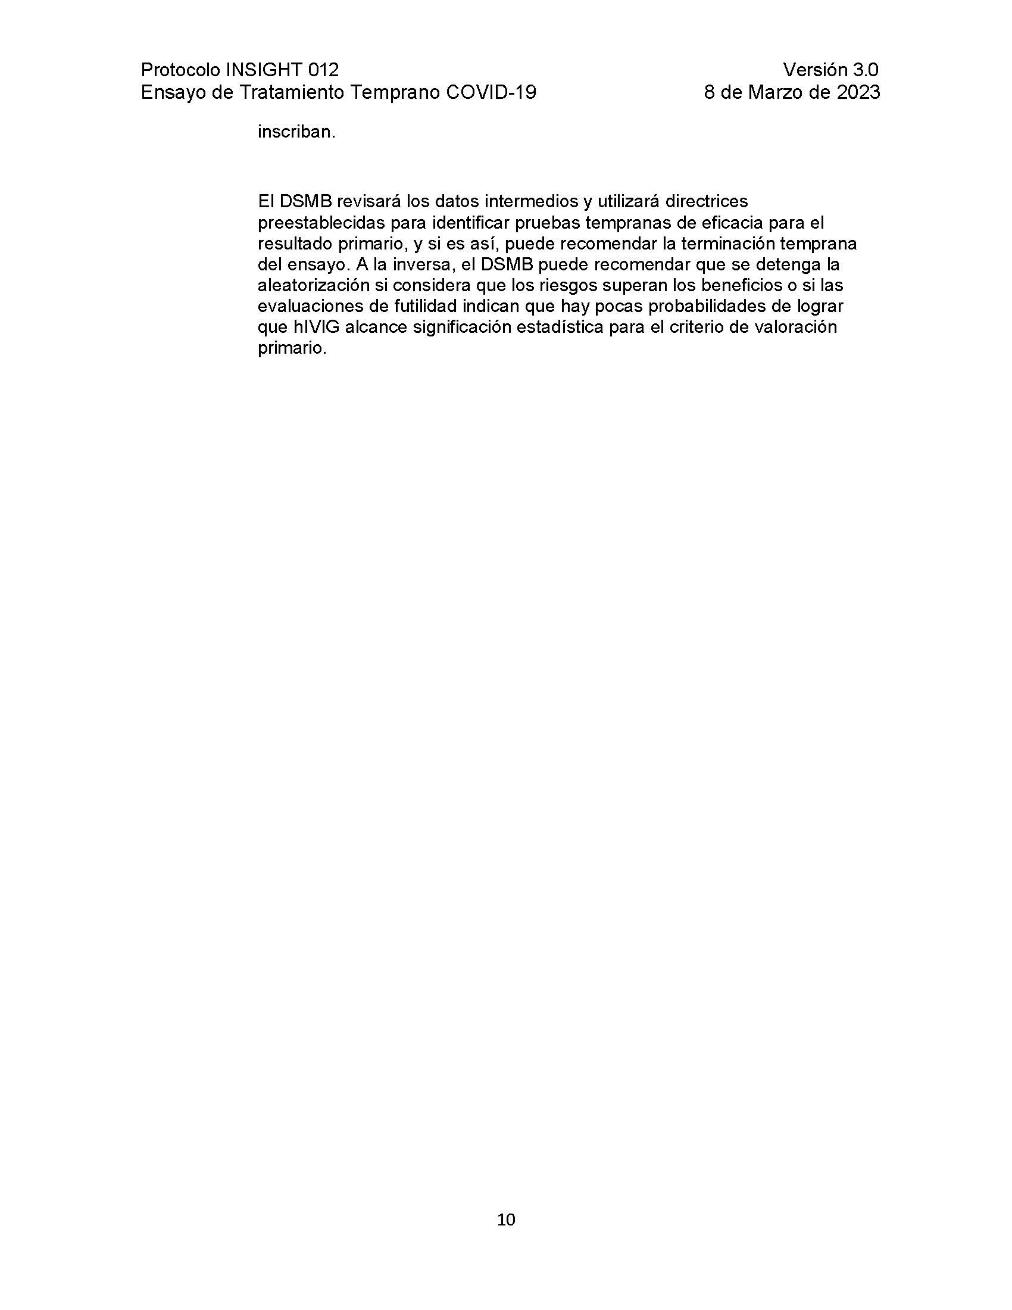 Protocolo INSIGHT 012 Versión 3.0
Ensayo de Tratamiento Temprano COVID-19 8 de Marzo de 2023
inscriban.
El DSMB revisará los datos intermedios y utilizará directrices
preestablecidas para identificar pruebas tempranas de eficacia para el
resultado primario, y si es así, puede recomendar la terminación temprana
del ensayo. A la inversa, el DSMB puede recomendar que se detenga la
aleatorización si considera que los riesgos superan los beneficios o si las
evaluaciones de futilidad indican que hay pocas probabilidades de lograr
que hIVIG alcance significación estadística para el criterio de valoración
primario.
10